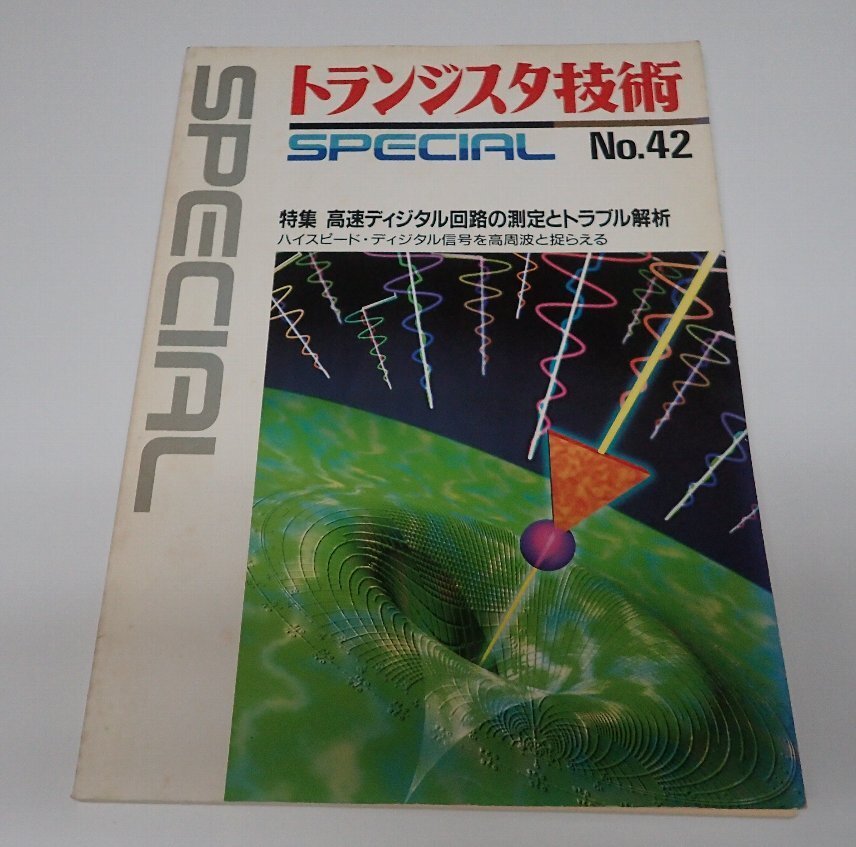 SPECIAL
トランジスタ技術
SPECIAL No.42
特集 高速ディジタル回路の測定とトラブル解析
ハイスピード・ディジタル信号を高周波と捉らえる